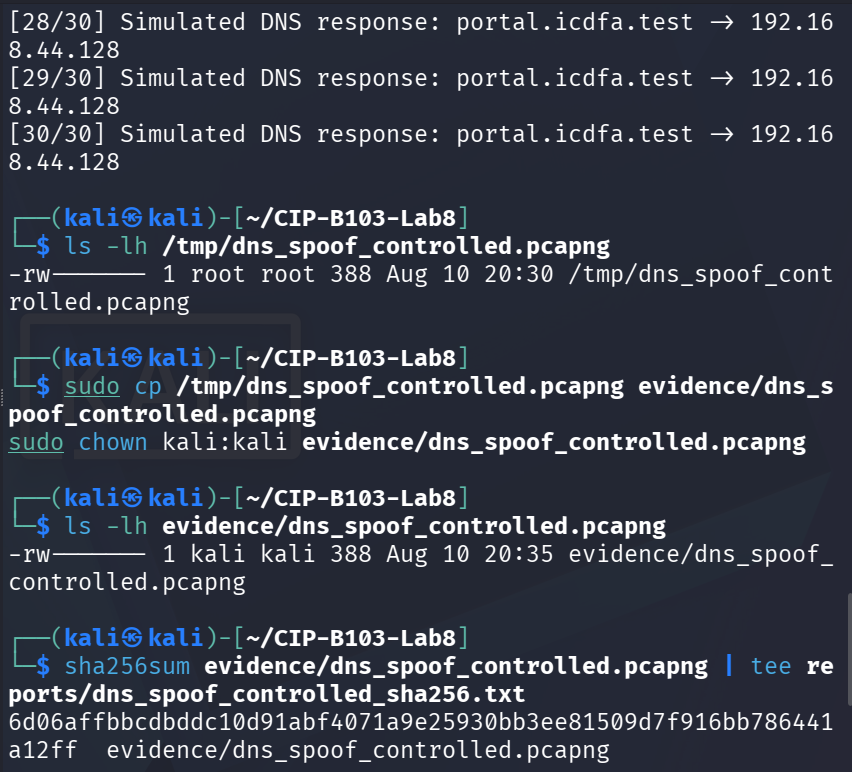 [28/30] Simulated DNS response: portal.icdfa.test → 192.16
8.44.128
[29/30] Simulated DNS response: portal.icdfa.test → 192.16
8.44.128
[30/30] Simulated DNS response: portal.icdfa.test → 192.16
8.44.128
┌──(kali㉿kali)-[~/CIP-B103-Lab8]
└─$ ls -lh /tmp/dns_spoof_controlled.pcapng
-rw------- 1 root root 388 Aug 10 20:30 /tmp/dns_spoof_cont
rolled.pcapng
┌──(kali㉿kali)-[~/CIP-B103-Lab8]
└─$ sudo cp /tmp/dns_spoof_controlled.pcapng evidence/dns_s
poof_controlled.pcapng
sudo chown kali:kali evidence/dns_spoof_controlled.pcapng
┌──(kali㉿kali)-[~/CIP-B103-Lab8]
└─$ ls -lh evidence/dns_spoof_controlled.pcapng
-rw------- 1 kali kali 388 Aug 10 20:35 evidence/dns_spoof_
controlled.pcapng
┌──(kali㉿kali)-[~/CIP-B103-Lab8]
└─$ sha256sum evidence/dns_spoof_controlled.pcapng | tee re
ports/dns_spoof_controlled_sha256.txt
6d06affbbcdbddc10d91abf4071a9e25930bb3ee81509d7f916bb786441
a12ff  evidence/dns_spoof_controlled.pcapng